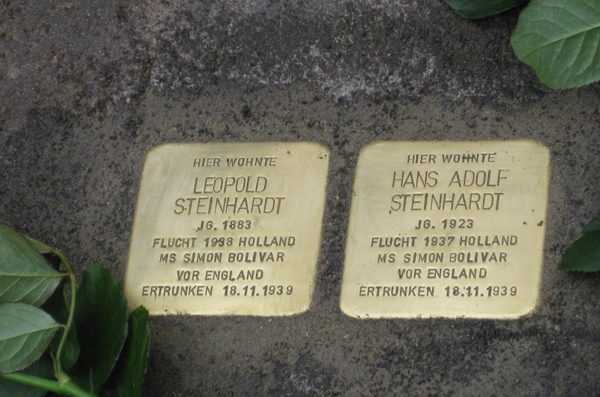 HIER WOHNTE
LEOPOLD
STEINHARDT
JG. 1883
FLUCHT 1938 HOLLAND
MS SIMON BOLIVAR
VOR ENGLAND
ERTRUNKEN 18.11.1939
HIER WOHNTE
HANS ADOLF
STEINHARDT
JG. 1923
FLUCHT 1937 HOLLAND
MS SIMON BOLIVAR
VOR ENGLAND
ERTRUNKEN 18.11.1939